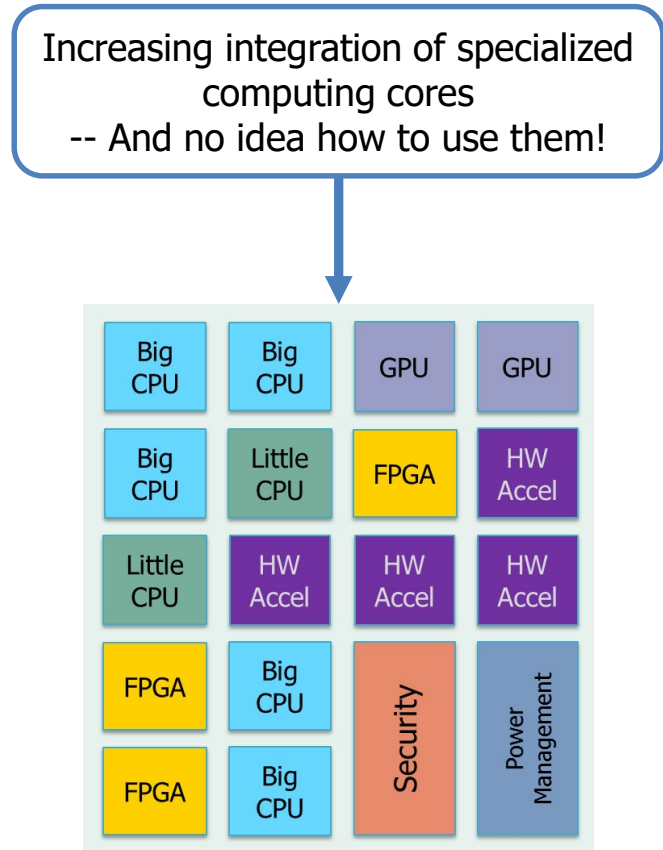 Increasing integration of specialized
computing cores
-- And no idea how to use them!
Big
CPU
Big
CPU
GPU
GPU
Big
CPU
Little
CPU
FPGA
HW
Accel
Little
CPU
HW
Accel
HW
Accel
HW
Accel
FPGA
Big
CPU
Security
Power
Management
FPGA
Big
CPU